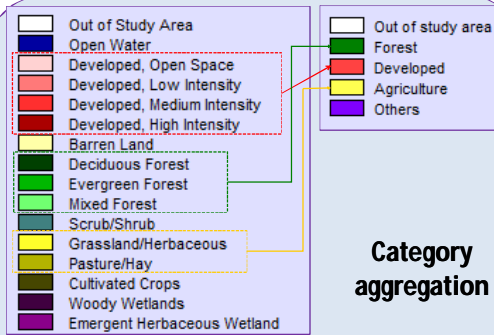 Out of Study Area
Open Water
Developed, Open Space
Developed, Low Intensity
Developed, Medium Intensity
Developed, High Intensity
Barren Land
Deciduous Forest
Evergreen Forest
Mixed Forest
Scrub/Shrub
Grassland/Herbaceous
Pasture/Hay
Cultivated Crops
Woody Wetlands
Emergent Herbaceous Wetland
Out of study area
Forest
Developed
Agriculture
Others
Category
aggregation